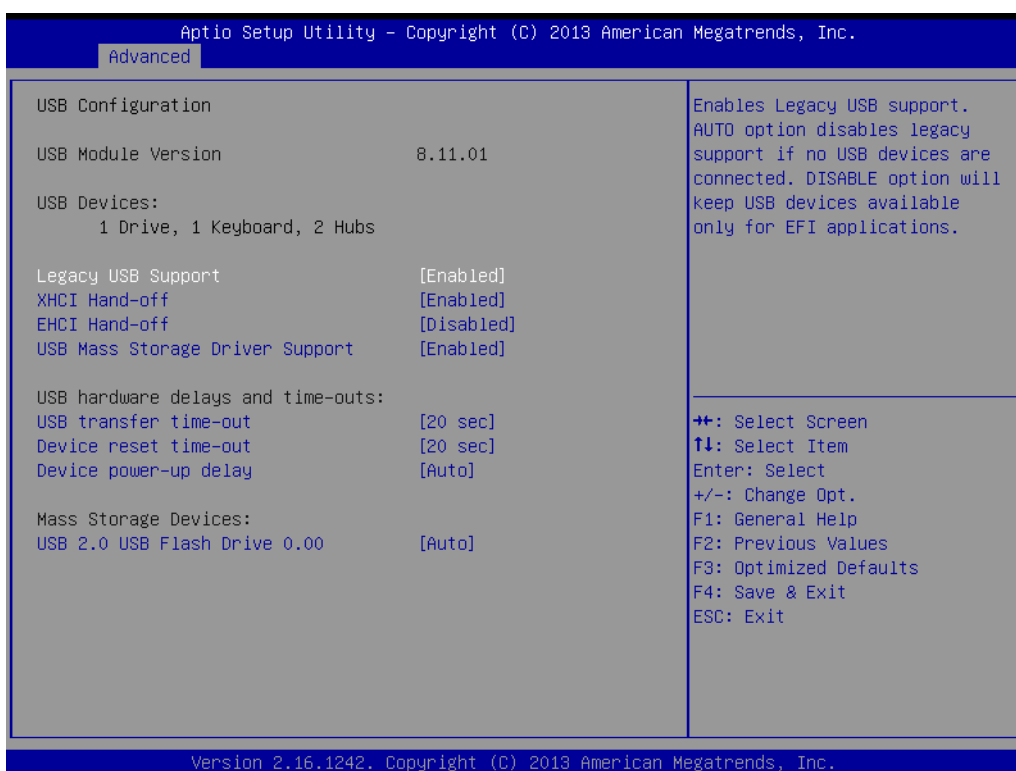 Aptio Setup Utility – Copyright (C) 2013 American Megatrends, Inc.
Advanced
USB Configuration
USB Module Version 8.11.01
USB Devices:
1 Drive, 1 Keyboard, 2 Hubs
Legacy USB Support [Enabled]
XHCI Hand-off [Enabled]
EHCI Hand-off [Disabled]
USB Mass Storage Driver Support [Enabled]
USB hardware delays and time-outs:
USB transfer time-out [20 sec]
Device reset time-out [20 sec]
Device power-up delay [Auto]
Mass Storage Devices:
USB 2.0 USB Flash Drive 0.00 [Auto]
Enables Legacy USB support.
AUTO option disables legacy
support if no USB devices are
connected. DISABLE option will
keep USB devices available
only for EFI applications.
→←: Select Screen
↑↓: Select Item
Enter: Select
+/-: Change Opt.
F1: General Help
F2: Previous Values
F3: Optimized Defaults
F4: Save & Exit
ESC: Exit
Version 2.16.1242. Copyright (C) 2013 American Megatrends, Inc.